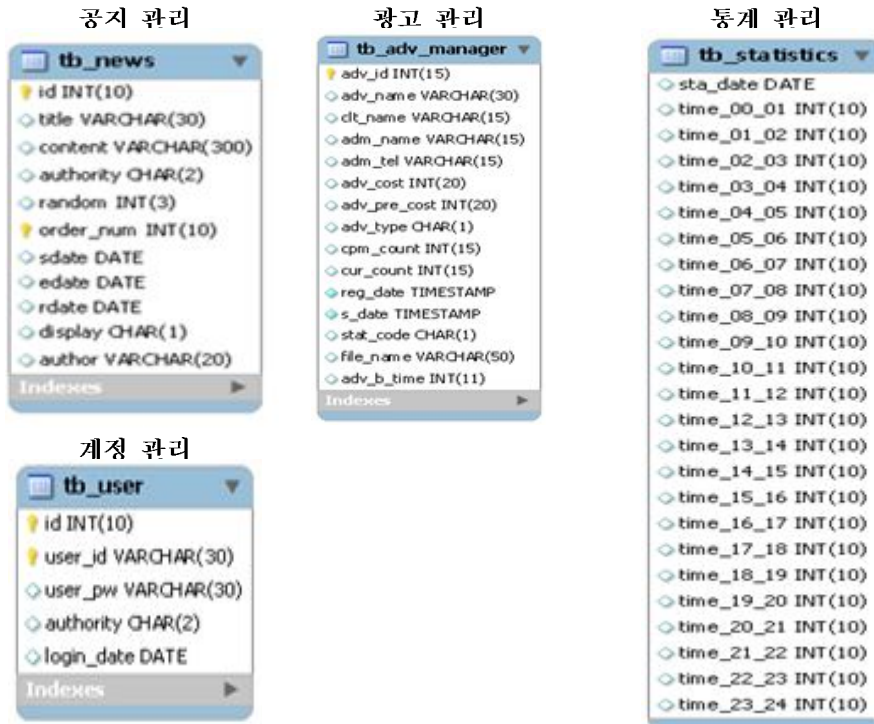 공지 관리
tb_news
id INT(10)
title VARCHAR(30)
content VARCHAR(300)
authority CHAR(2)
random INT(3)
order_num INT(10)
sdate DATE
edate DATE
rdate DATE
display CHAR(1)
author VARCHAR(20)
Indexes
광고 관리
tb_adv_manager
adv_id INT(15)
adv_name VARCHAR(30)
clt_name VARCHAR(15)
adm_name VARCHAR(15)
adm_tel VARCHAR(15)
adv_cost INT(20)
adv_pre_cost INT(20)
adv_type CHAR(1)
cpm_count INT(15)
cur_count INT(15)
reg_date TIMESTAMP
s_date TIMESTAMP
stat_code CHAR(1)
file_name VARCHAR(50)
adv_b_time INT(11)
Indexes
통계 관리
tb_statistics
sta_date DATE
time_00_01 INT(10)
time_01_02 INT(10)
time_02_03 INT(10)
time_03_04 INT(10)
time_04_05 INT(10)
time_05_06 INT(10)
time_06_07 INT(10)
time_07_08 INT(10)
time_08_09 INT(10)
time_09_10 INT(10)
time_10_11 INT(10)
time_11_12 INT(10)
time_12_13 INT(10)
time_13_14 INT(10)
time_14_15 INT(10)
time_15_16 INT(10)
time_16_17 INT(10)
time_17_18 INT(10)
time_18_19 INT(10)
time_19_20 INT(10)
time_20_21 INT(10)
time_21_22 INT(10)
time_22_23 INT(10)
time_23_24 INT(10)
계정 관리
tb_user
id INT(10)
user_id VARCHAR(30)
user_pw VARCHAR(30)
authority CHAR(2)
login_date DATE
Indexes